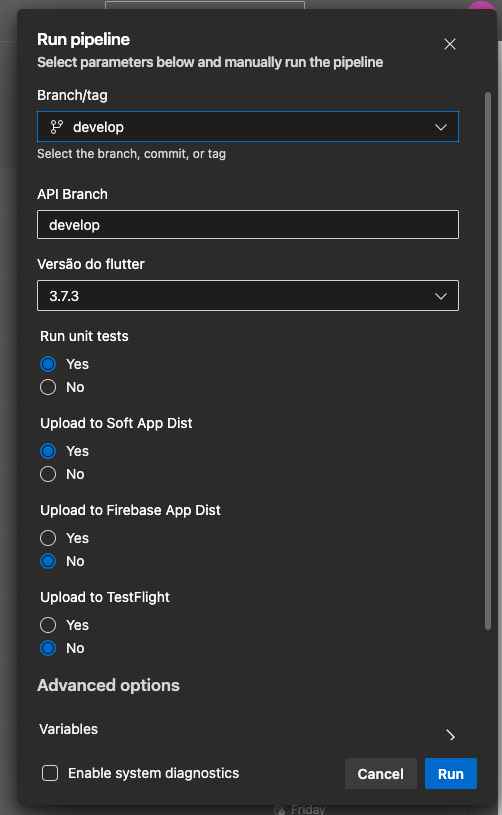 Run pipeline
Select parameters below and manually run the pipeline
Branch/tag
develop
Select the branch, commit, or tag
API Branch
develop
Versão do flutter
3.7.3
Run unit tests
Yes
No
Upload to Soft App Dist
Yes
No
Upload to Firebase App Dist
Yes
No
Upload to TestFlight
Yes
No
Advanced options
Variables
Enable system diagnostics
Cancel
Run
Friday